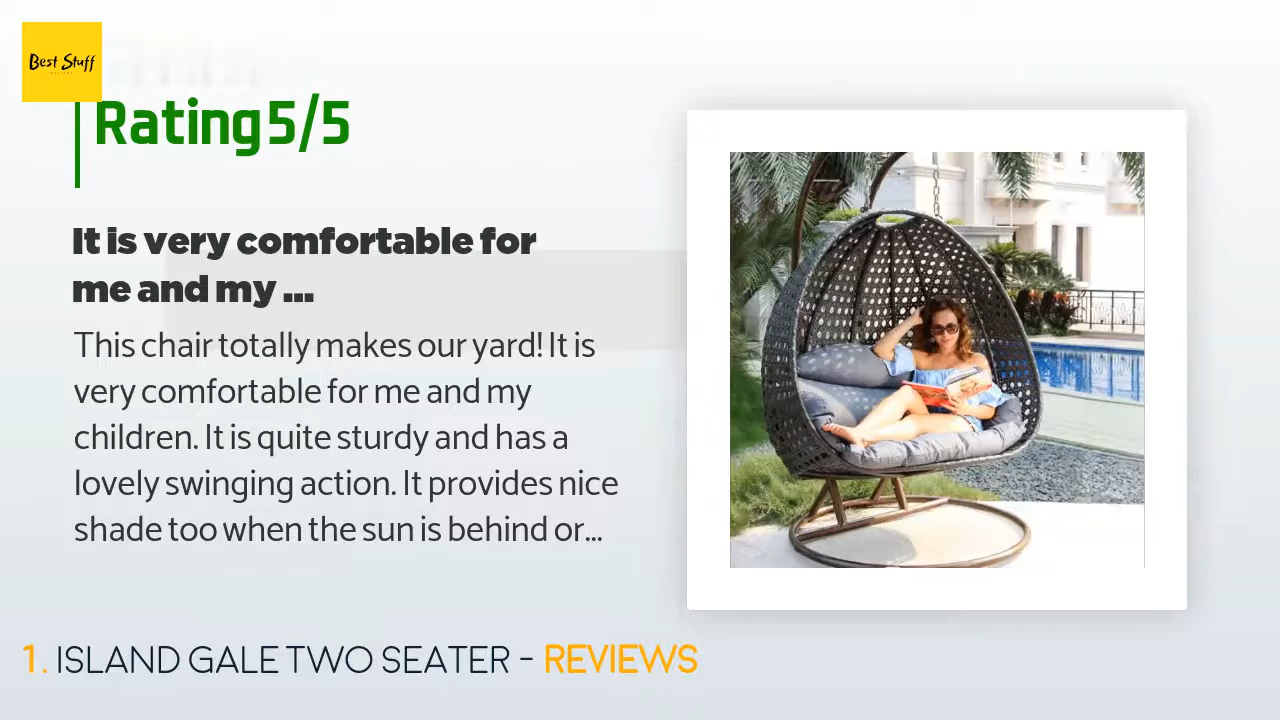 Best Stuff
Rating 5/5
It is very comfortable for
me and my ...
This chair totally makes our yard! It is
very comfortable for me and my
children. It is quite sturdy and has a
lovely swinging action. It provides nice
shade too when the sun is behind or...
1. ISLAND GALE TWO SEATER - REVIEWS